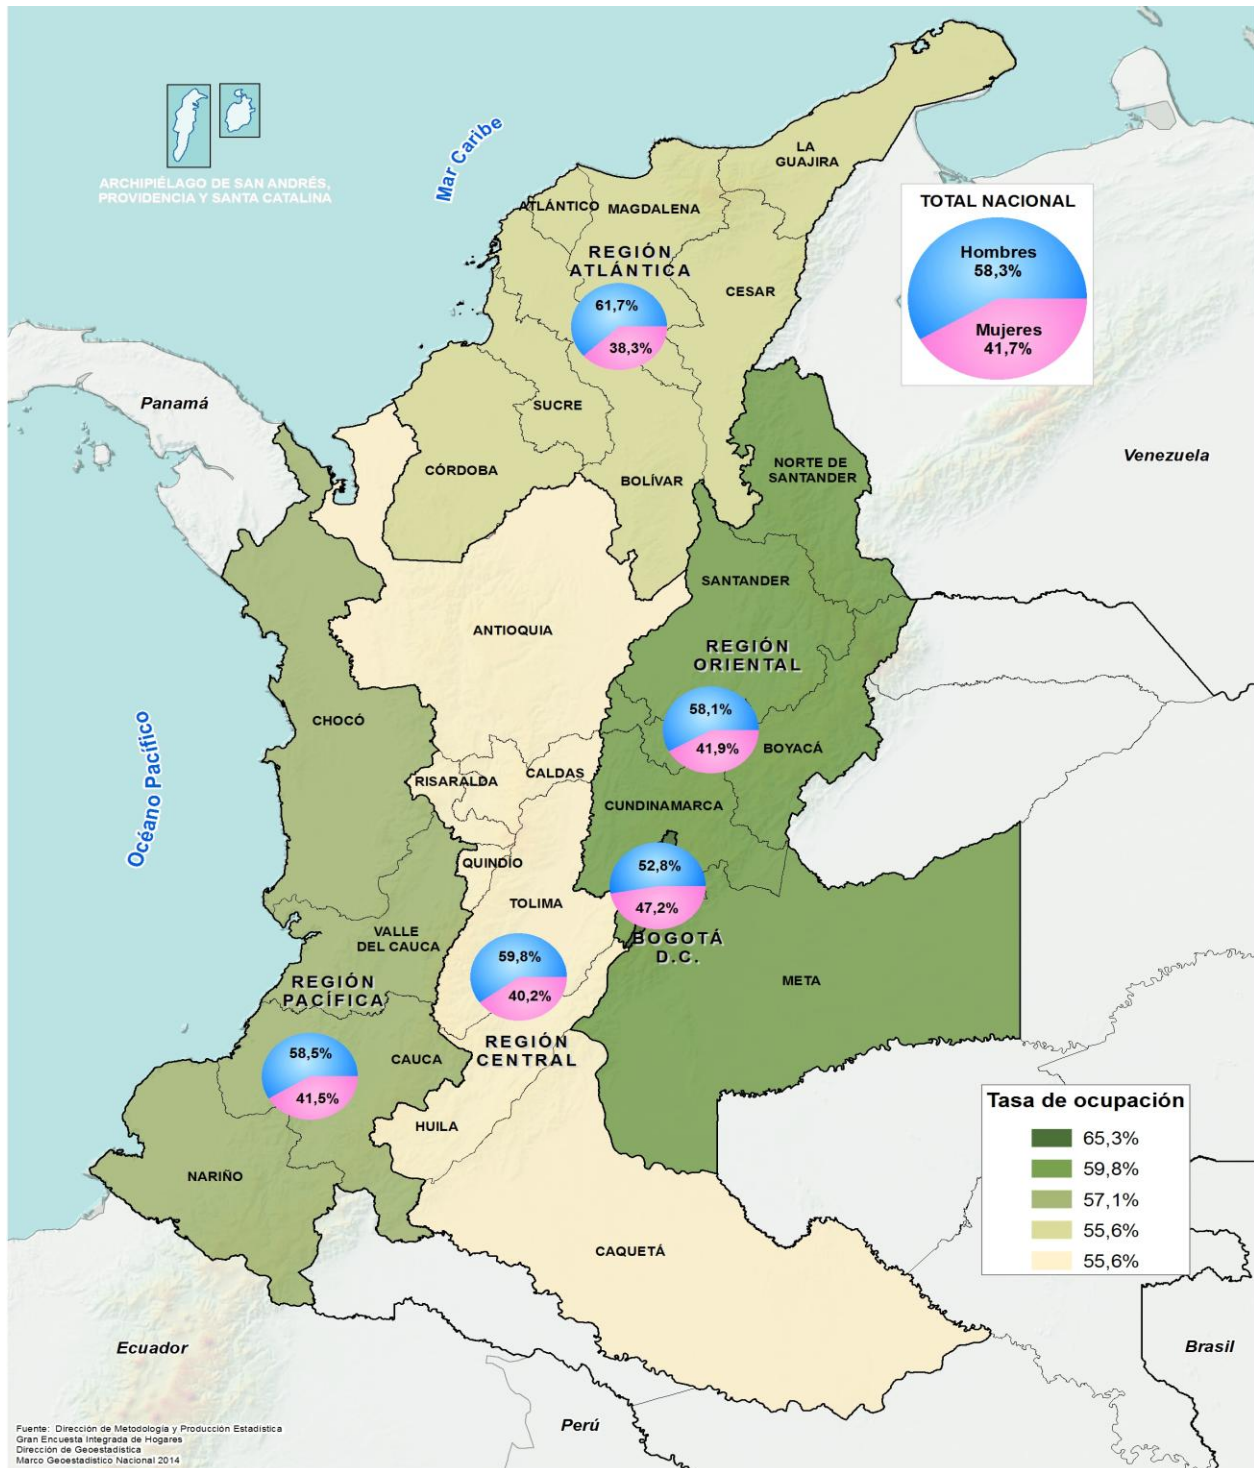 ARCHIPIÉLAGO DE SAN ANDRÉS,
PROVIDENCIA Y SANTA CATALINA
Mar Caribe
LA
GUAJIRA
ATLÁNTICO
MAGDALENA
REGIÓN
ATLÁNTICA
61,7%
38,3%
CESAR
TOTAL NACIONAL
Hombres
58,3%
Mujeres
41,7%
Panamá
SUCRE
CÓRDOBA
BOLÍVAR
NORTE DE
SANTANDER
Venezuela
SANTANDER
ANTIOQUIA
REGIÓN
ORIENTAL
58,1%
41,9%
BOYACÁ
CHOCÓ
Océano Pacífico
RISARALDA
CALDAS
CUNDINAMARCA
QUINDÍO
TOLIMA
52,8%
47,2%
BOGOTÁ
D.C.
VALLE
DEL CAUCA
59,8%
40,2%
META
REGIÓN
PACÍFICA
58,5%
41,5%
CAUCA
REGIÓN
CENTRAL
HUILA
NARIÑO
CAQUETÁ
Tasa de ocupación
65,3%
59,8%
57,1%
55,6%
55,6%
Ecuador
Perú
Brasil
Fuente: Dirección de Metodología y Producción Estadística
Gran Encuesta Integrada de Hogares
Dirección de Geoestadística
Marco Geoestadístico Nacional 2014